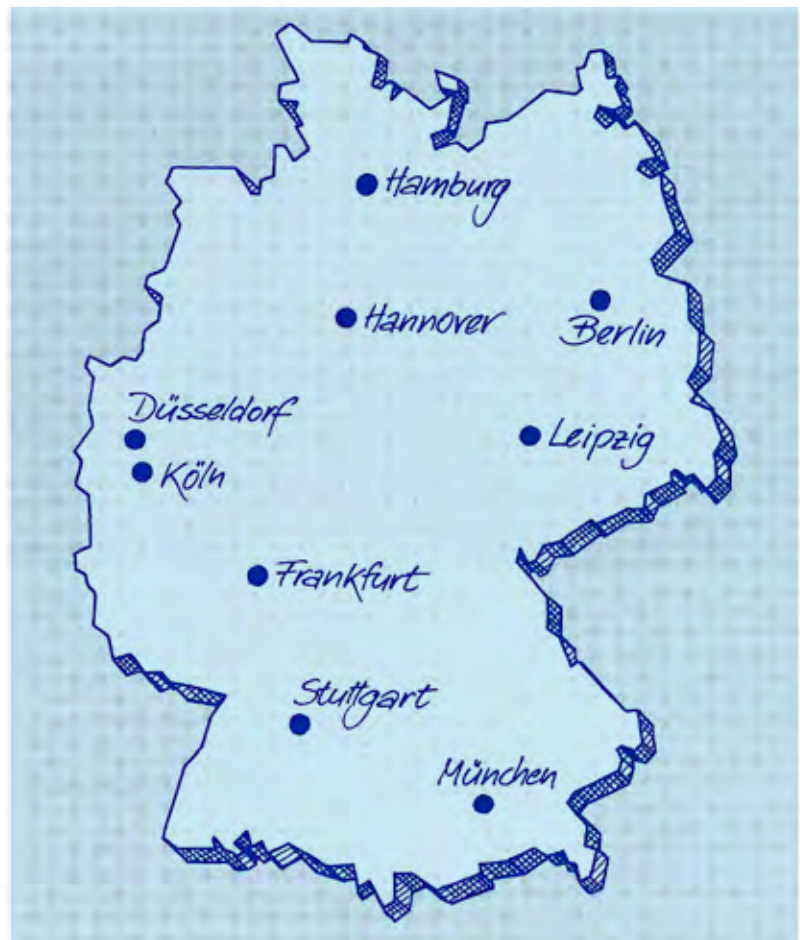 Hamburg
Hannover
Berlin
Düsseldorf
Leipzig
Köln
Frankfurt
Stuttgart
München